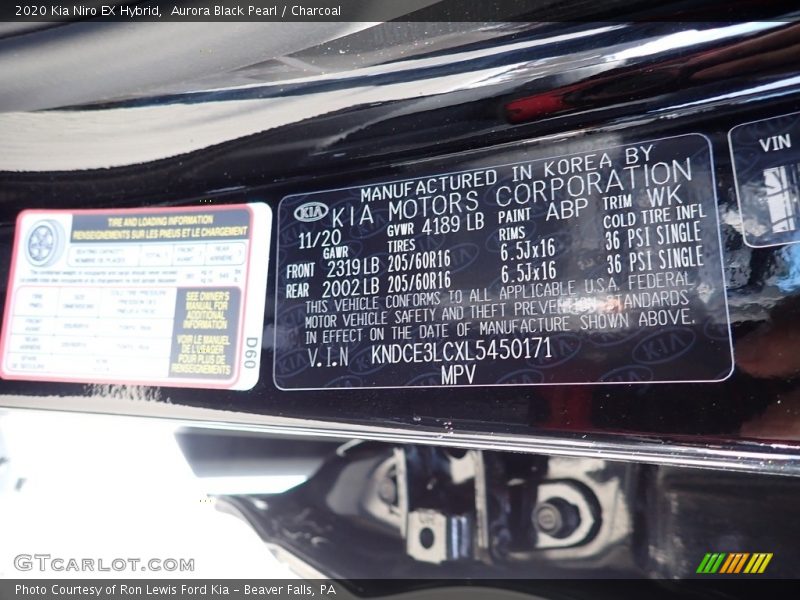 2020 Kia Niro EX Hybrid, Aurora Black Pearl / Charcoal
TIRE AND LOADING INFORMATION
RENSEIGNEMENTS SUR LES PNEUS ET LE CHARGEMENT
SEE OWNER'S
MANUAL FOR
ADDITIONAL
INFORMATION
VOIR LE MANUEL
DE L'USAGER
POUR PLUS DE
RENSEIGNEMENTS
KIA
MANUFACTURED IN KOREA BY
KIA MOTORS CORPORATION
11/20 GVWR 4189 LB PAINT ABP TRIM WK
GAWR TIRES RIMS COLD TIRE INFL
FRONT 2319LB 205/60R16 6.5Jx16 36 PSI SINGLE
REAR 2002LB 205/60R16 6.5Jx16 36 PSI SINGLE
THIS VEHICLE CONFORMS TO ALL APPLICABLE U.S.A. FEDERAL
MOTOR VEHICLE SAFETY AND THEFT PREVENTION STANDARDS
IN EFFECT ON THE DATE OF MANUFACTURE SHOWN ABOVE.
V.I.N KNDCE3LCXL5450171
MPV
VIN
GTCARLOT.COM
Photo Courtesy of Ron Lewis Ford Kia - Beaver Falls, PA